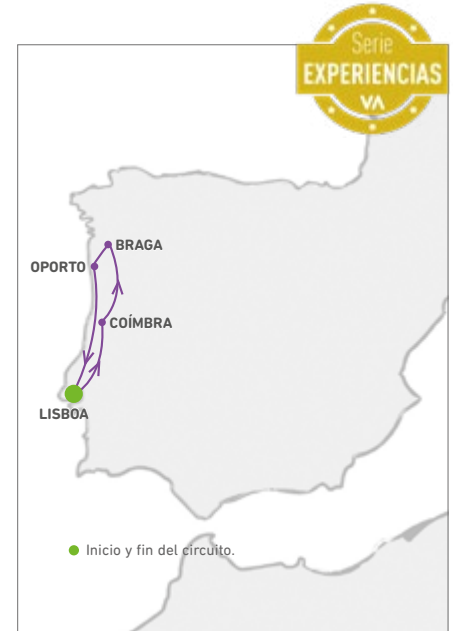 Serie
EXPERIENCIAS
VA
BRAGA
OPORTO
COÍMBRA
LISBOA
Inicio y fin del circuito.